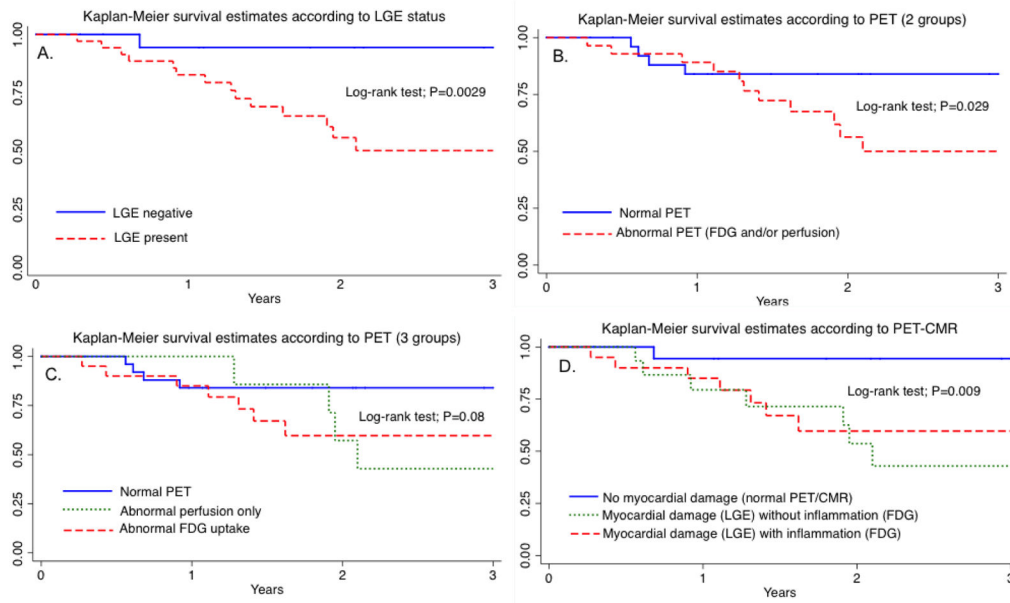 Kaplan-Meier survival estimates according to LGE status
A.
1.00
0.75
0.50
0.25
0.00
Log-rank test; P=0.0029
LGE negative
LGE present
0 1 2 3
Years
Kaplan-Meier survival estimates according to PET (2 groups)
B.
1.00
0.75
0.50
0.25
0.00
Log-rank test; P=0.029
Normal PET
Abnormal PET (FDG and/or perfusion)
0 1 2 3
Years
Kaplan-Meier survival estimates according to PET (3 groups)
C.
1.00
0.75
0.50
0.25
0.00
Log-rank test; P=0.08
Normal PET
Abnormal perfusion only
Abnormal FDG uptake
0 1 2 3
Years
Kaplan-Meier survival estimates according to PET-CMR
D.
1.00
0.75
0.50
0.25
0.00
Log-rank test; P=0.009
No myocardial damage (normal PET/CMR)
Myocardial damage (LGE) without inflammation (FDG)
Myocardial damage (LGE) with inflammation (FDG)
0 1 2 3
Years